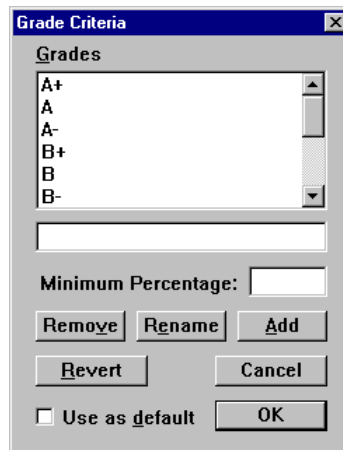 Grade Criteria
Grades
A+
A
A-
B+
B
B-
Minimum Percentage:
Remove Rename Add
Revert Cancel
Use as default OK